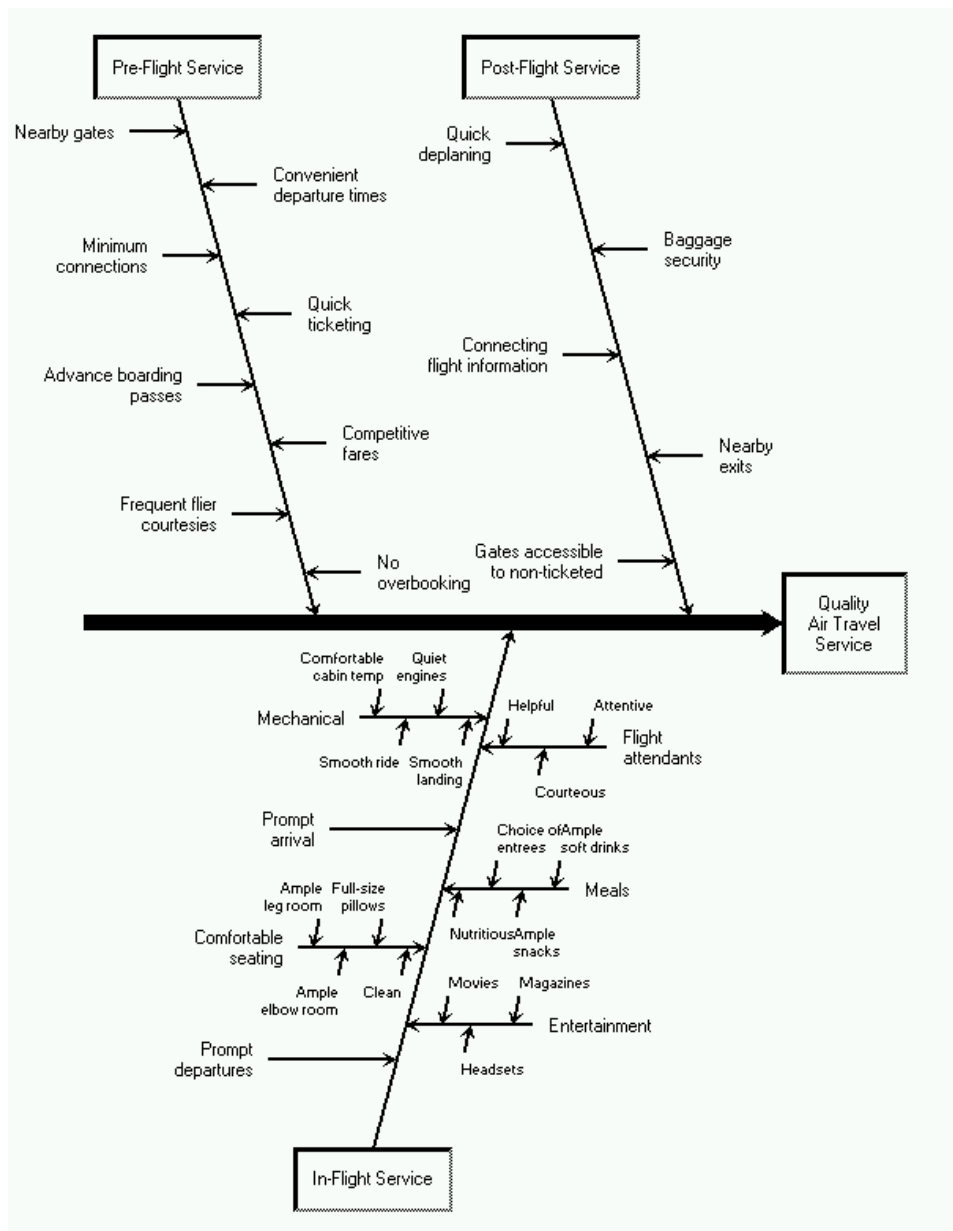 Pre-Flight Service
Post-Flight Service
Nearby gates
Convenient
departure times
Minimum
connections
Quick
ticketing
Advance boarding
passes
Competitive
fares
Frequent flier
courtesies
No
overbooking
Quick
deplaning
Baggage
security
Connecting
flight information
Nearby
exits
Gates accessible
to non-ticketed
Quality
Air Travel
Service
Comfortable
cabin temp
Quiet
engines
Mechanical
Smooth ride
Smooth
landing
Helpful
Attentive
Flight
attendants
Courteous
Prompt
arrival
Choice of
entrees
Ample
soft drinks
Meals
Nutritious
Ample
snacks
Ample
leg room
Full-size
pillows
Comfortable
seating
Ample
elbow room
Clean
Movies
Magazines
Entertainment
Headsets
Prompt
departures
In-Flight Service